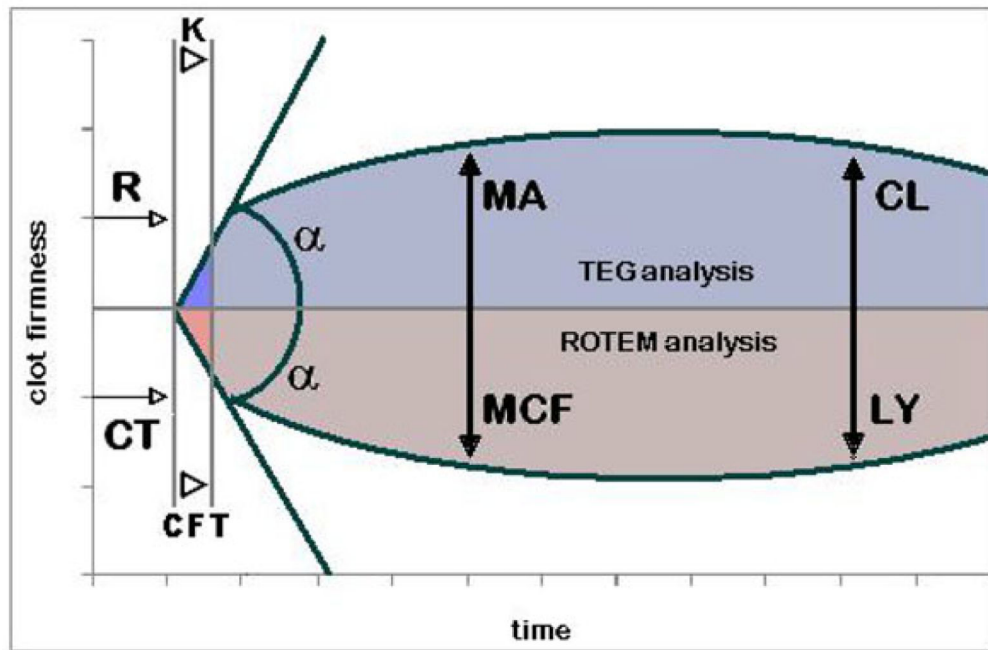 K
R
α
MA
CL
TEG analysis
clot firmness
ROTEM analysis
α
MCF
LY
CT
CFT
time